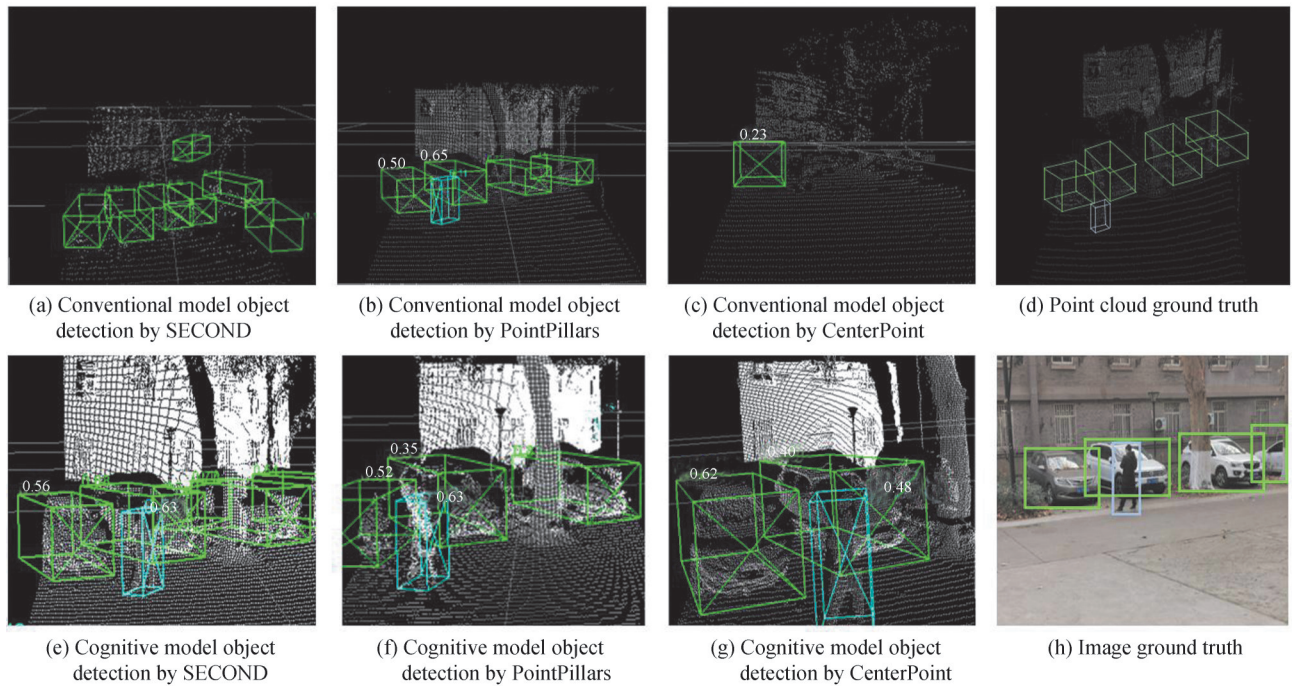 0.50
0.65
0.23
(a) Conventional model object
detection by SECOND
(b) Conventional model object
detection by PointPillars
(c) Conventional model object
detection by CenterPoint
(d) Point cloud ground truth
0.56
0.63
0.35
0.52
0.63
0.62
0.40
0.48
(e) Cognitive model object
detection by SECOND
(f) Cognitive model object
detection by PointPillars
(g) Cognitive model object
detection by CenterPoint
(h) Image ground truth